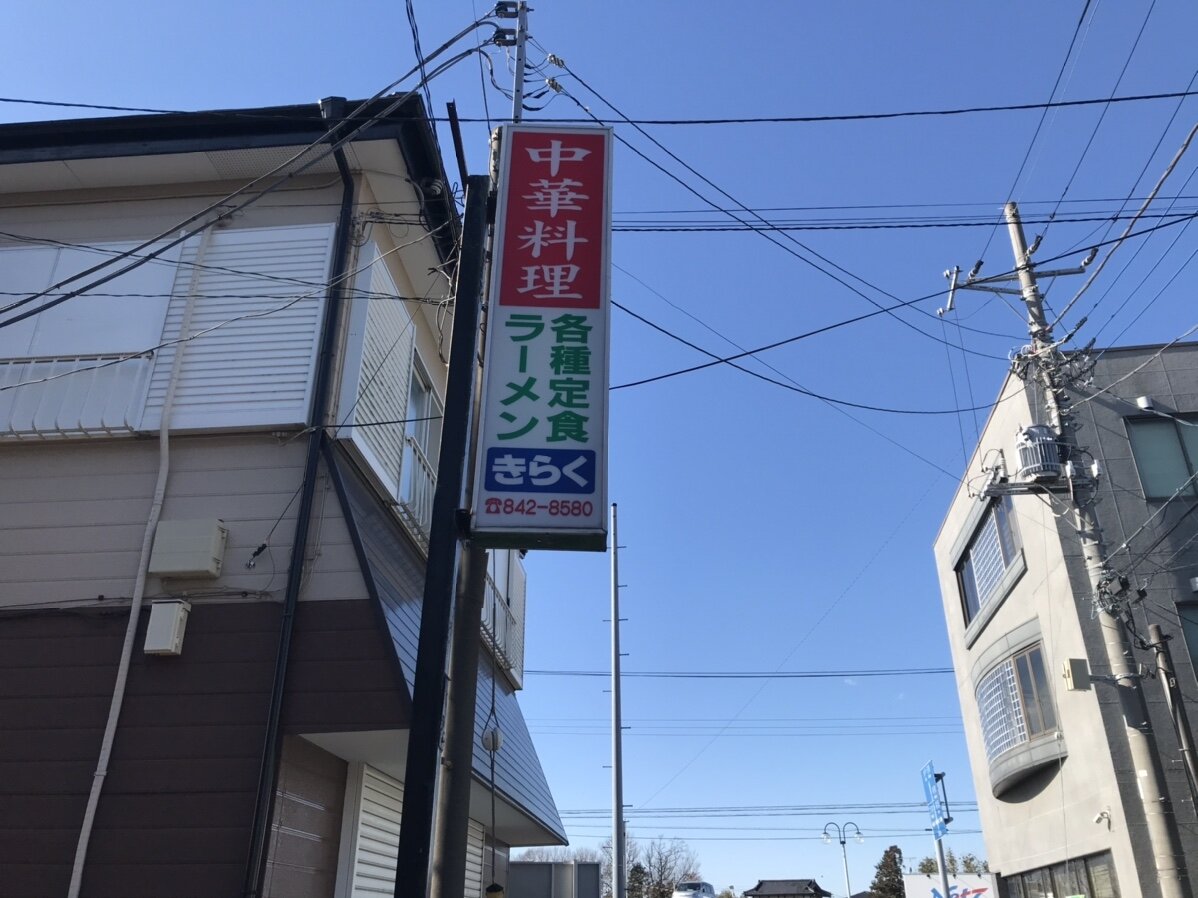 中華料理
各種定食
ラーメン
きらく
☎842-8580